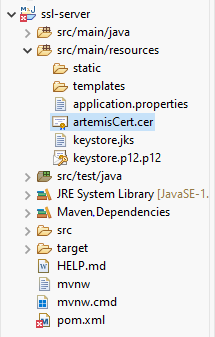 ssl-server
src/main/java
src/main/resources
static
templates
application.properties
artemisCert.cer
keystore.jks
keystore.p12.p12
src/test/java
JRE System Library [JavaSE-1.
Maven Dependencies
src
target
HELP.md
mvnw
mvnw.cmd
pom.xml